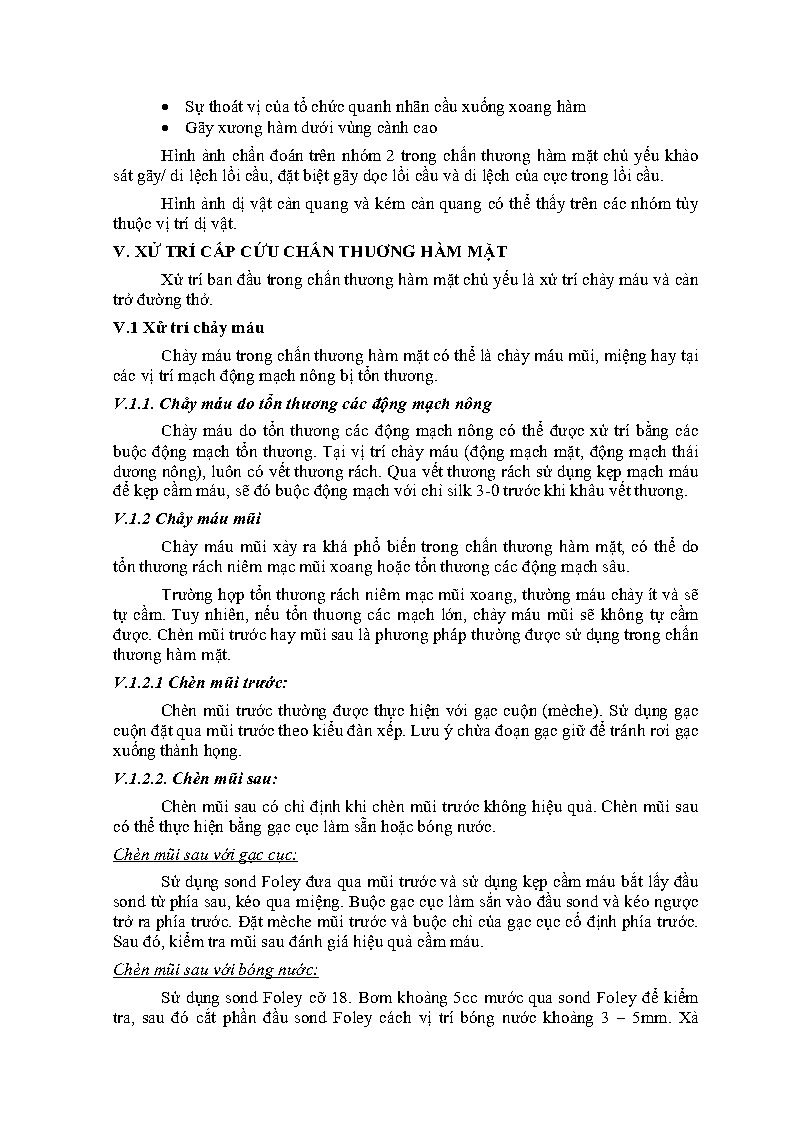 • Sự thoát vị của tổ chức quanh nhãn cầu xuống xoang hàm
• Gãy xương hàm dưới vùng cành cao
Hình ảnh chẩn đoán trên nhóm 2 trong chấn thương hàm mặt chủ yếu khảo
sát gãy/ di lệch lồi cầu, đặt biệt gãy dọc lồi cầu và di lệch của cực trong lồi cầu.
Hình ảnh dị vật cản quang và kém cản quang có thể thấy trên các nhóm tùy
thuộc vị trí dị vật.
V. XỬ TRÍ CẤP CỨU CHẤN THUƠNG HÀM MẶT
Xử trí ban đầu trong chấn thương hàm mặt chủ yếu là xử trí chảy máu và cản
trở đường thở.
V.1 Xử trí chảy máu
Chảy máu trong chấn thương hàm mặt có thể là chảy máu mũi, miệng hay tại
các vị trí mạch động mạch nông bị tổn thương.
V.1.1. Chảy máu do tổn thương các động mạch nông
Chảy máu do tổn thương các động mạch nông có thể được xử trí bằng các
buộc động mạch tổn thương. Tại vị trí chảy máu (động mạch mặt, động mạch thái
dương nông), luôn có vết thương rách. Qua vết thương rách sử dụng kẹp mạch máu
để kẹp cầm máu, sẽ đó buộc động mạch với chỉ silk 3-0 trước khi khâu vết thương.
V.1.2 Chảy máu mũi
Chảy máu mũi xảy ra khá phổ biến trong chấn thương hàm mặt, có thể do
tổn thương rách niêm mạc mũi xoang hoặc tổn thương các động mạch sâu.
Trường hợp tổn thương rách niêm mạc mũi xoang, thường máu chảy ít và sẽ
tự cầm. Tuy nhiên, nếu tổn thuơng các mạch lớn, chảy máu mũi sẽ không tự cầm
được. Chèn mũi trước hay mũi sau là phương pháp thường được sử dụng trong chấn
thương hàm mặt.
V.1.2.1 Chèn mũi trước:
Chèn mũi trước thường được thực hiện với gạc cuộn (mèche). Sử dụng gạc
cuộn đặt qua mũi trước theo kiểu đàn xếp. Lưu ý chừa đoạn gạc giữ để tránh rơi gạc
xuống thành họng.
V.1.2.2. Chèn mũi sau:
Chèn mũi sau có chỉ định khi chèn mũi trước không hiệu quả. Chèn mũi sau
có thể thực hiện bằng gạc cục làm sẵn hoặc bóng nước.
Chèn mũi sau với gạc cục:
Sử dụng sond Foley đưa qua mũi trước và sử dụng kẹp cầm máu bắt lấy đầu
sond từ phía sau, kéo qua miệng. Buộc gạc cục làm sẳn vào đầu sond và kéo ngược
trở ra phía trước. Đặt mèche mũi trước và buộc chỉ của gạc cục cố định phía trước.
Sau đó, kiểm tra mũi sau đánh giá hiệu quả cầm máu.
Chèn mũi sau với bóng nước:
Sử dụng sond Foley cỡ 18. Bơm khoảng 5cc mước qua sond Foley để kiểm
tra, sau đó cắt phần đầu sond Foley cách vị trí bóng nước khoảng 3 – 5mm. Xả